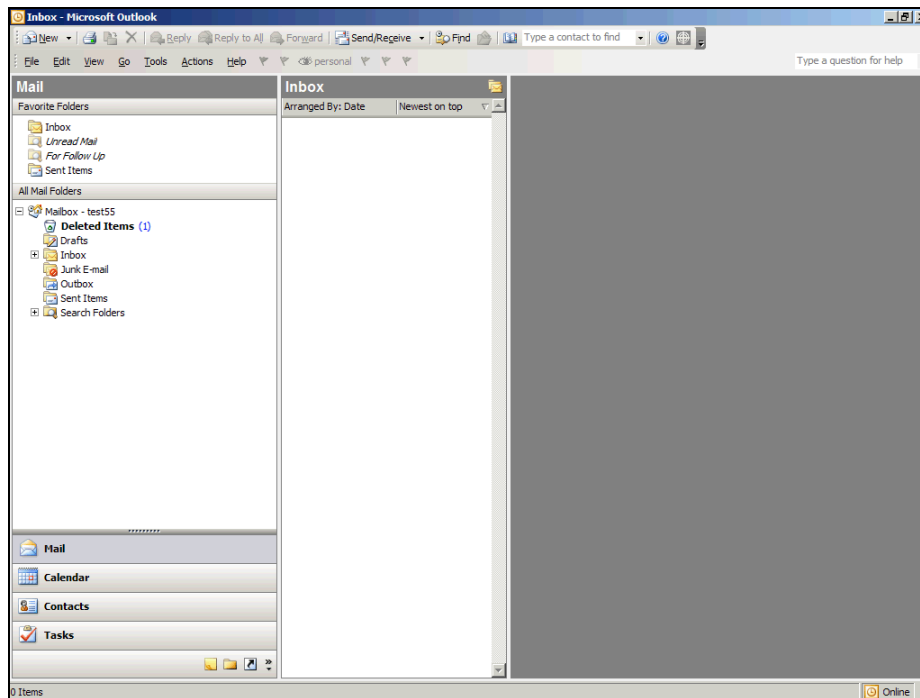 Inbox - Microsoft Outlook
New Reply Reply to All Forward Send/Receive Find Type a contact to find
File Edit View Go Tools Actions Help personal Type a question for help
Mail
Favorite Folders
Inbox
Unread Mail
For Follow Up
Sent Items
All Mail Folders
Mailbox - test55
Deleted Items (1)
Drafts
Inbox
Junk E-mail
Outbox
Sent Items
Search Folders
Mail
Calendar
Contacts
Tasks
Inbox
Arranged By: Date Newest on top
0 Items Online